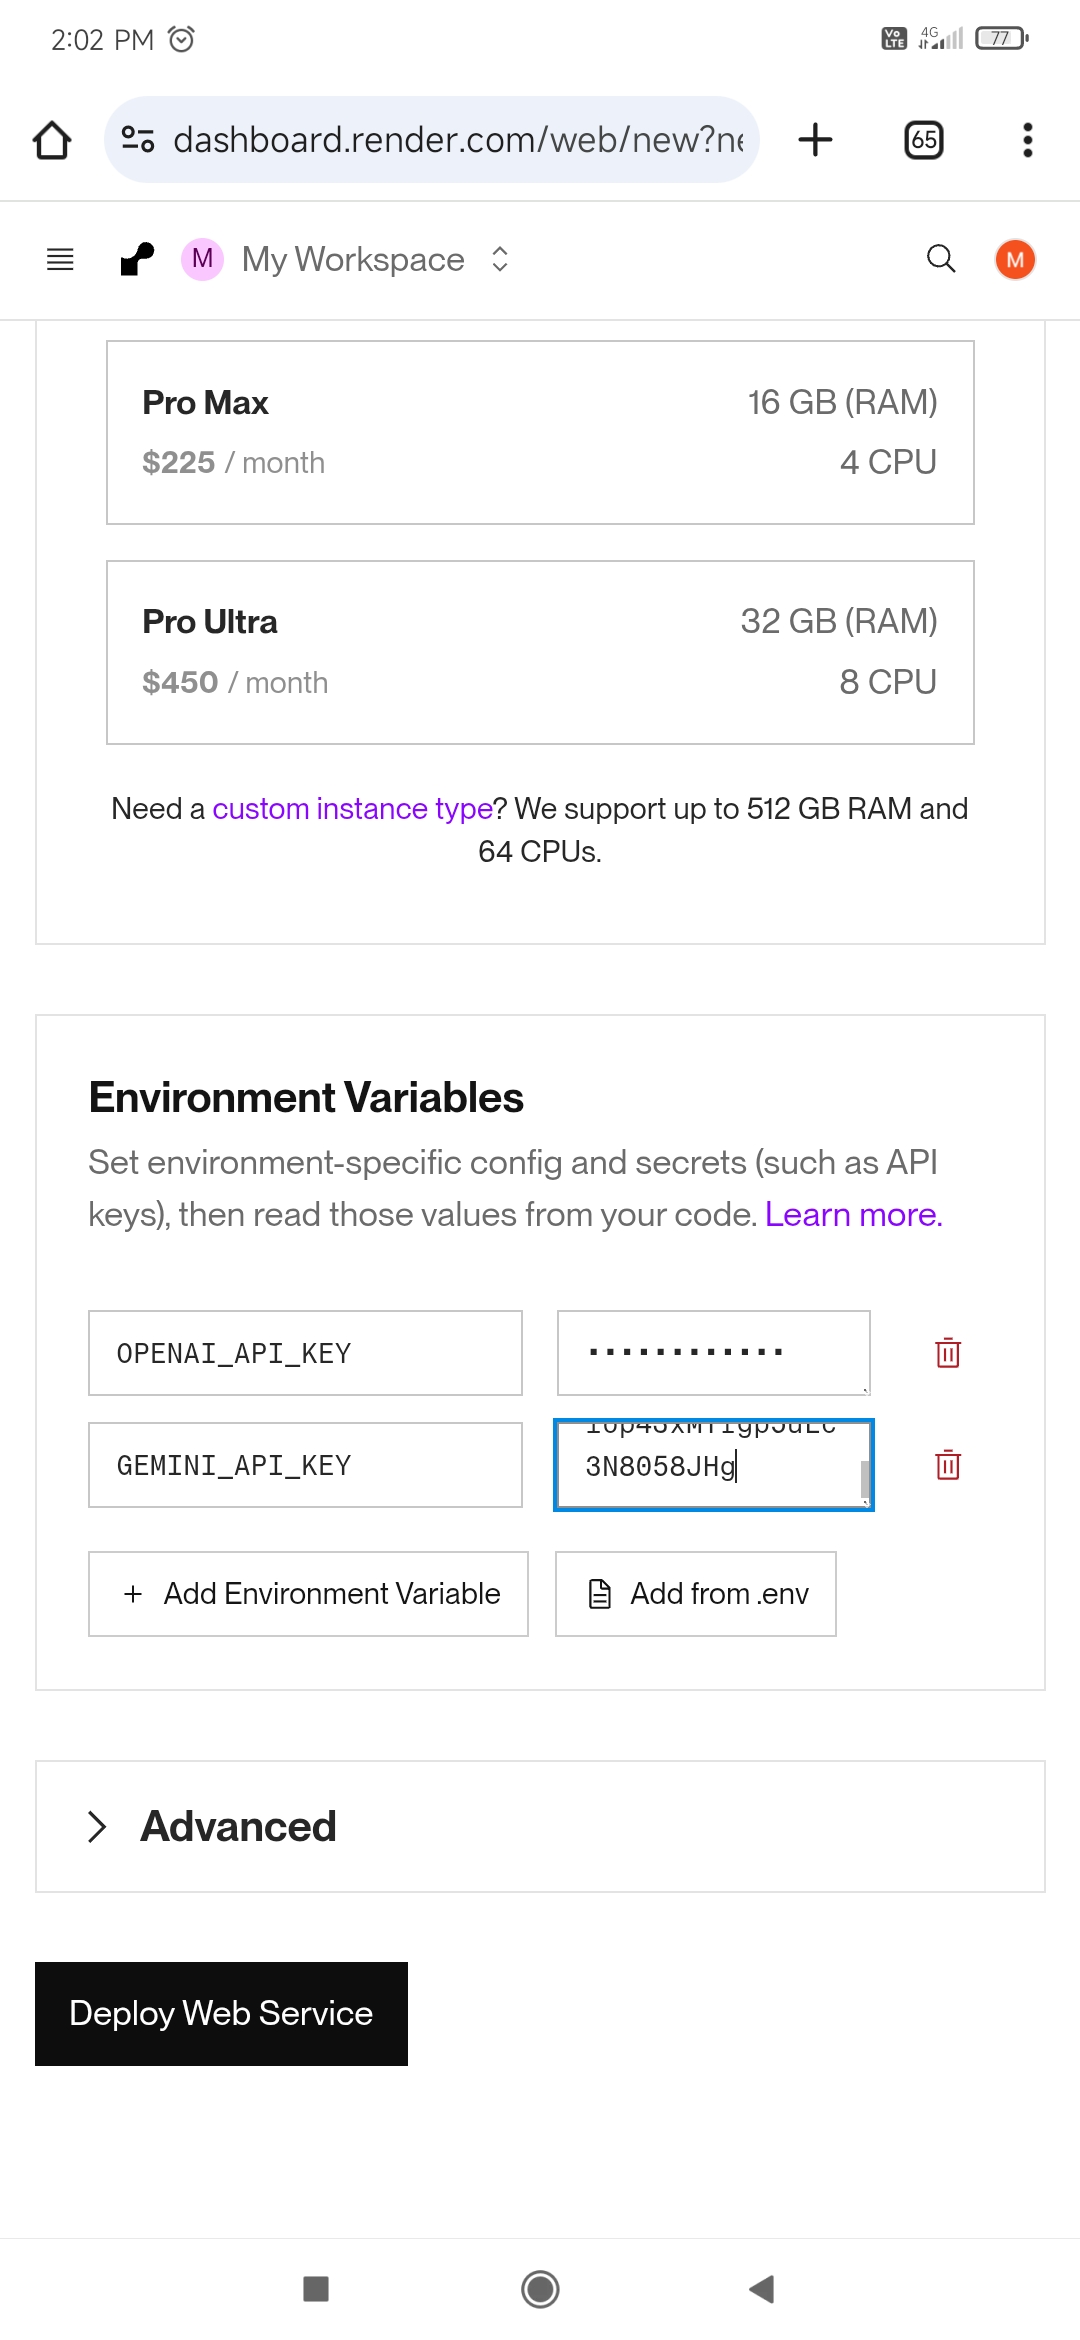 2:02 PM
Vo LTE 4G 77
dashboard.render.com/web/new?ne
65
M My Workspace
M
Pro Max 16 GB (RAM)
$225 / month 4 CPU
Pro Ultra 32 GB (RAM)
$450 / month 8 CPU
Need a custom instance type? We support up to 512 GB RAM and
64 CPUs.
Environment Variables
Set environment-specific config and secrets (such as API
keys), then read those values from your code. Learn more.
OPENAI_API_KEY ············
GEMINI_API_KEY
3N8058JHg
+ Add Environment Variable Add from .env
Advanced
Deploy Web Service